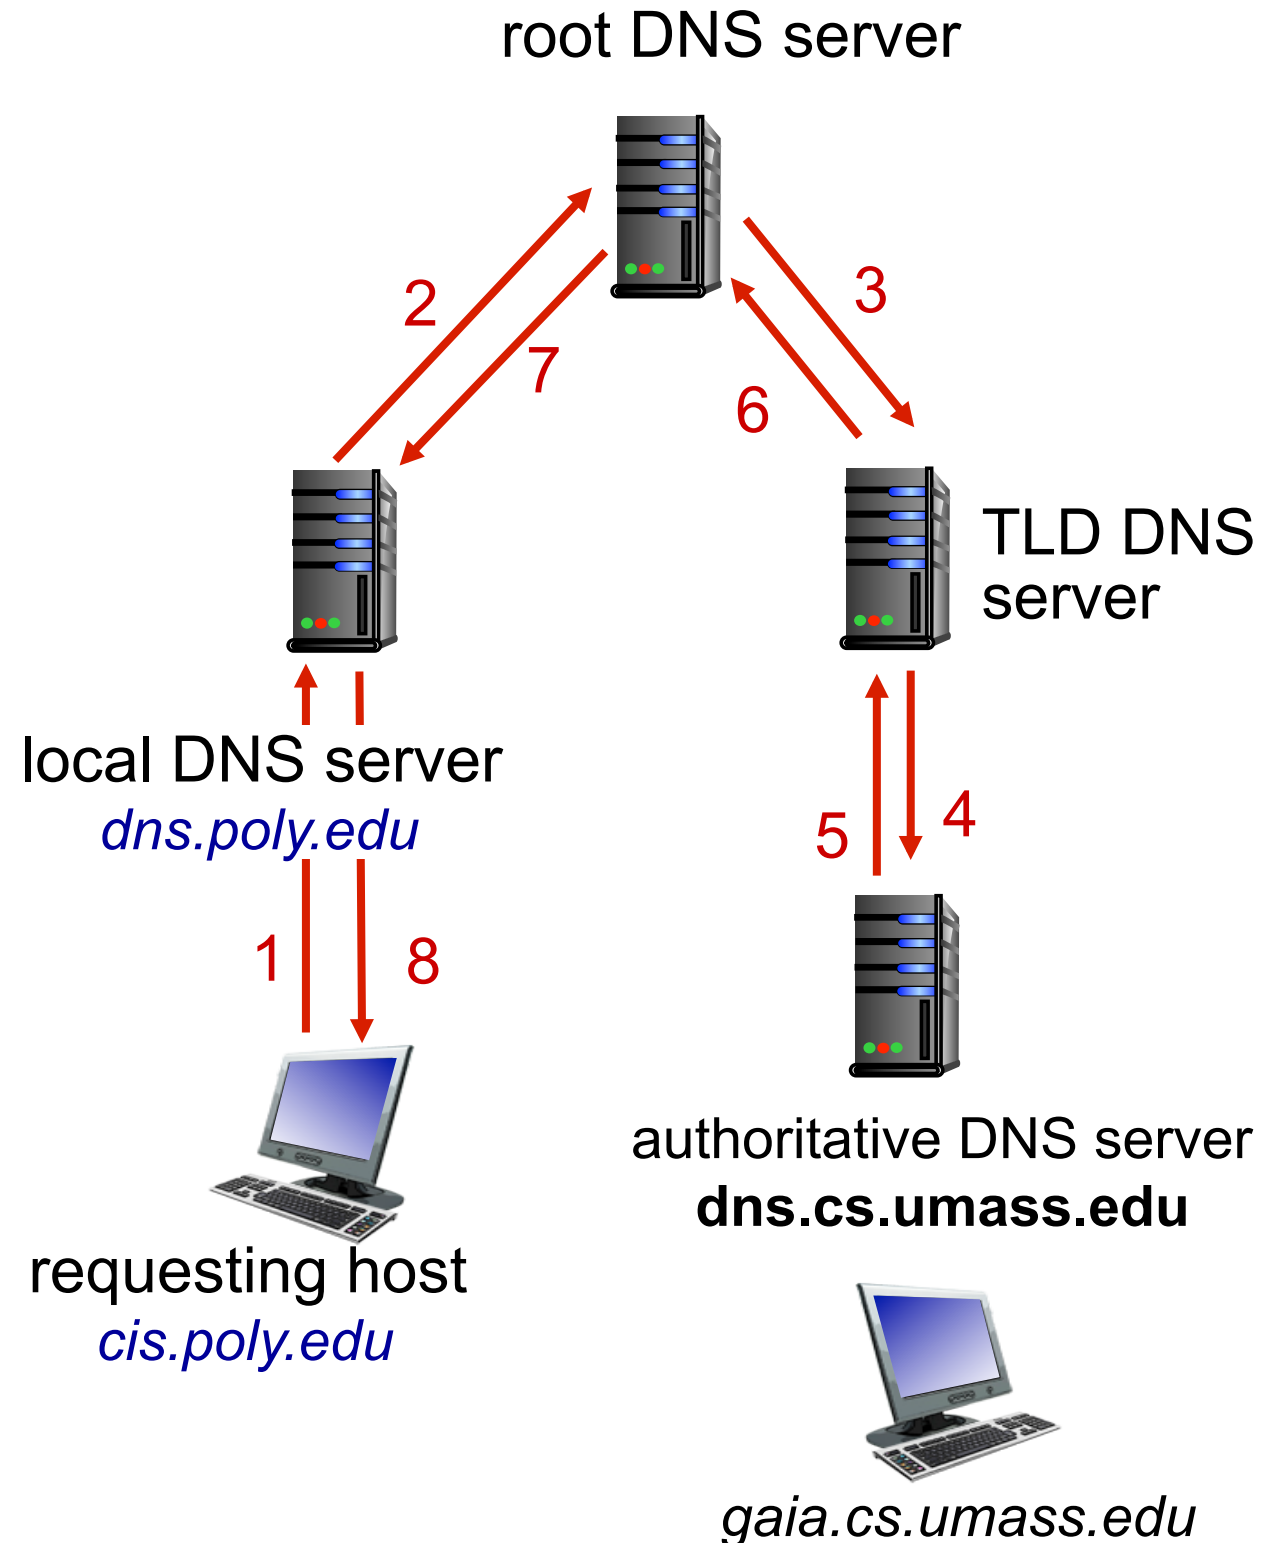 root DNS server
2
3
7
6
TLD DNS
server
local DNS server
dns.poly.edu
5
4
1
8
authoritative DNS server
dns.cs.umass.edu
requesting host
cis.poly.edu
gaia.cs.umass.edu